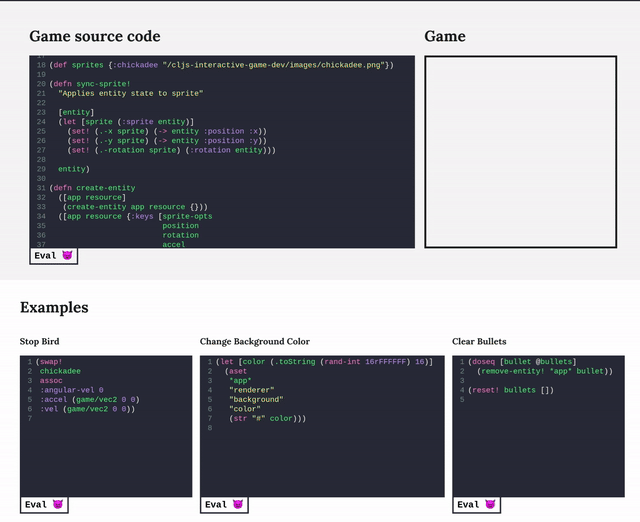 Game source code
Game
18 (def sprites {:chickadee "/cljs-interactive-game-dev/images/chickadee.png"})
19
20 (defn sync-sprite!
21 "Applies entity state to sprite"
22
23 [entity]
24 (let [sprite (:sprite entity)]
25 (set! (.-x sprite) (-> entity :position :x))
26 (set! (.-y sprite) (-> entity :position :y))
27 (set! (.-rotation sprite) (:rotation entity)))
28
29 entity)
30
31 (defn create-entity
32 ([app resource]
33 (create-entity app resource {}))
34 ([app resource {:keys [sprite-opts
35 position
36 rotation
37 accel
Eval 😈
Examples
Stop Bird
1 (swap!
2 chickadee
3 assoc
4 :angular-vel 0
5 :accel (game/vec2 0 0)
6 :vel (game/vec2 0 0))
7
Eval 😈
Change Background Color
1 (let [color (.toString (rand-int 16rFFFFFF) 16)]
2 (aset
3 *app*
4 "renderer"
5 "background"
6 "color"
7 (str "#" color)))
8
Eval 😈
Clear Bullets
1 (doseq [bullet @bullets]
2 (remove-entity! *app* bullet))
3
4 (reset! bullets [])
5
Eval 😈